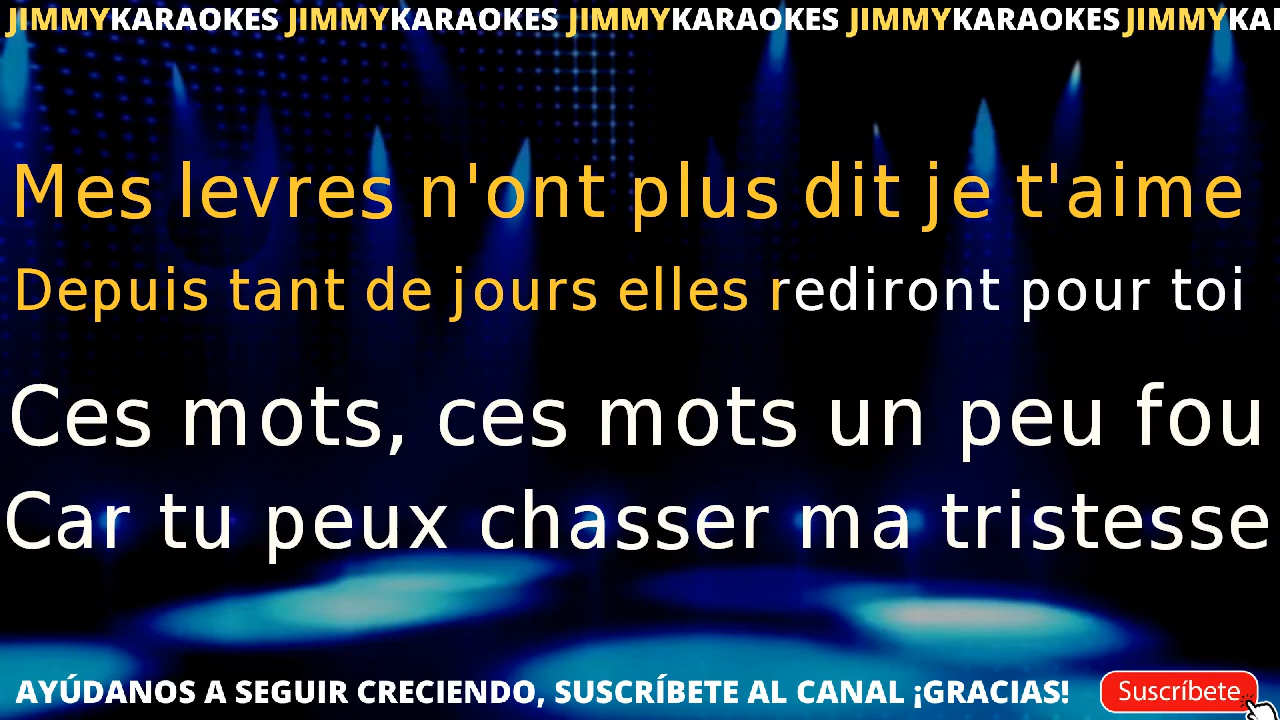 JIMMYKARAOKES JIMMYKARAOKES JIMMYKARAOKES JIMMYKARAOKES JIMMYKA
Mes levres n'ont plus dit je t'aime
Depuis tant de jours elles rediront pour toi
Ces mots, ces mots un peu fou
Car tu peux chasser ma tristesse
AYÚDANOS A SEGUIR CRECIENDO, SUSCRÍBETE AL CANAL ¡GRACIAS! Suscríbete